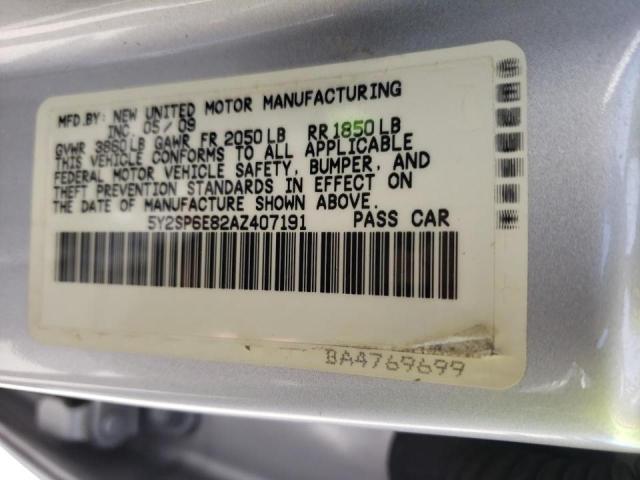 MFD.BY: NEW UNITED MOTOR MANUFACTURING
INC. 05/09
GVWR 3860LB GAWR FR 2050LB RR1850LB
THIS VEHICLE CONFORMS TO ALL APPLICABLE
FEDERAL MOTOR VEHICLE SAFETY, BUMPER, AND
THEFT PREVENTION STANDARDS IN EFFECT ON
THE DATE OF MANUFACTURE SHOWN ABOVE.
5Y2SP6E82AZ407191 PASS CAR
BA4769699